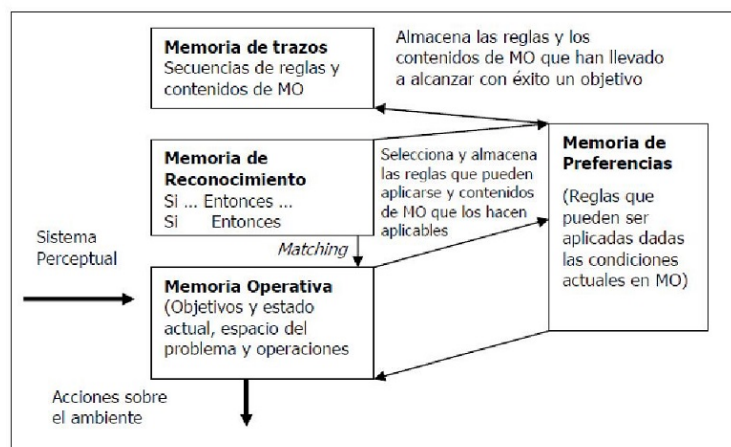 Memoria de trazos
Secuencias de reglas y
contenidos de MO
Almacena las reglas y los
contenidos de MO que han llevado
a alcanzar con éxito un objetivo
Memoria de
Reconocimiento
Si ... Entonces ...
Si Entonces
Selecciona y almacena
las reglas que pueden
aplicarse y contenidos
de MO que los hacen
aplicables
Memoria de
Preferencias
(Reglas que
pueden ser
aplicadas dadas
las condiciones
actuales en MO)
Sistema
Perceptual
Matching
Memoria Operativa
(Objetivos y estado
actual, espacio del
problema y operaciones
Acciones sobre
el ambiente